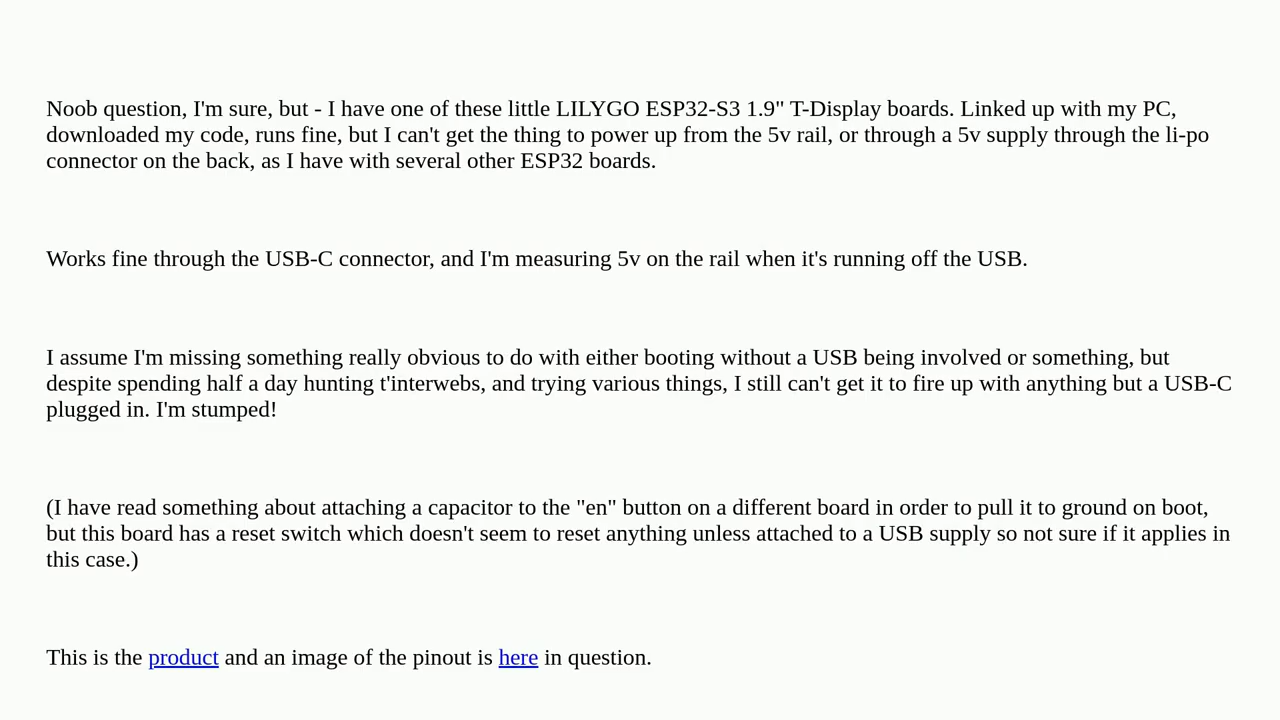 Noob question, I'm sure, but - I have one of these little LILYGO ESP32-S3 1.9" T-Display boards. Linked up with my PC,
downloaded my code, runs fine, but I can't get the thing to power up from the 5v rail, or through a 5v supply through the li-po
connector on the back, as I have with several other ESP32 boards.
Works fine through the USB-C connector, and I'm measuring 5v on the rail when it's running off the USB.
I assume I'm missing something really obvious to do with either booting without a USB being involved or something, but
despite spending half a day hunting t'interwebs, and trying various things, I still can't get it to fire up with anything but a USB-C
plugged in. I'm stumped!
(I have read something about attaching a capacitor to the "en" button on a different board in order to pull it to ground on boot,
but this board has a reset switch which doesn't seem to reset anything unless attached to a USB supply so not sure if it applies in
this case.)
This is the product and an image of the pinout is here in question.